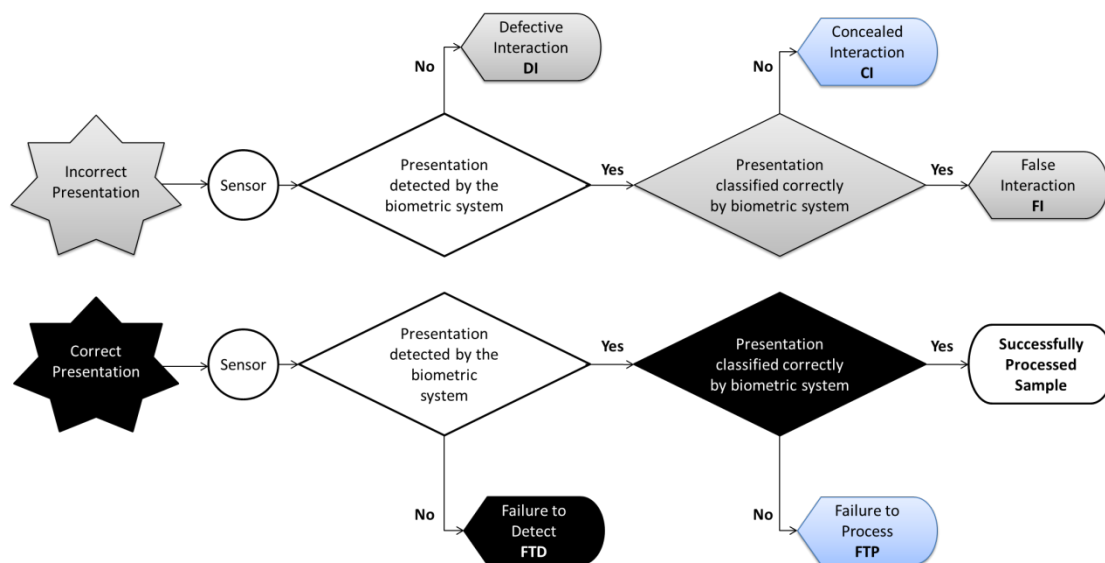 Defective
Interaction
DI
No
Concealed
Interaction
CI
No
Incorrect
Presentation
Sensor
Presentation
detected by the
biometric system
Yes
Presentation
classified correctly
by biometric system
Yes
False
Interaction
FI
Correct
Presentation
Sensor
Presentation
detected by the
biometric
system
Yes
Presentation
classified correctly
by biometric system
Yes
Successfully
Processed
Sample
No
Failure to
Detect
FTD
No
Failure to
Process
FTP